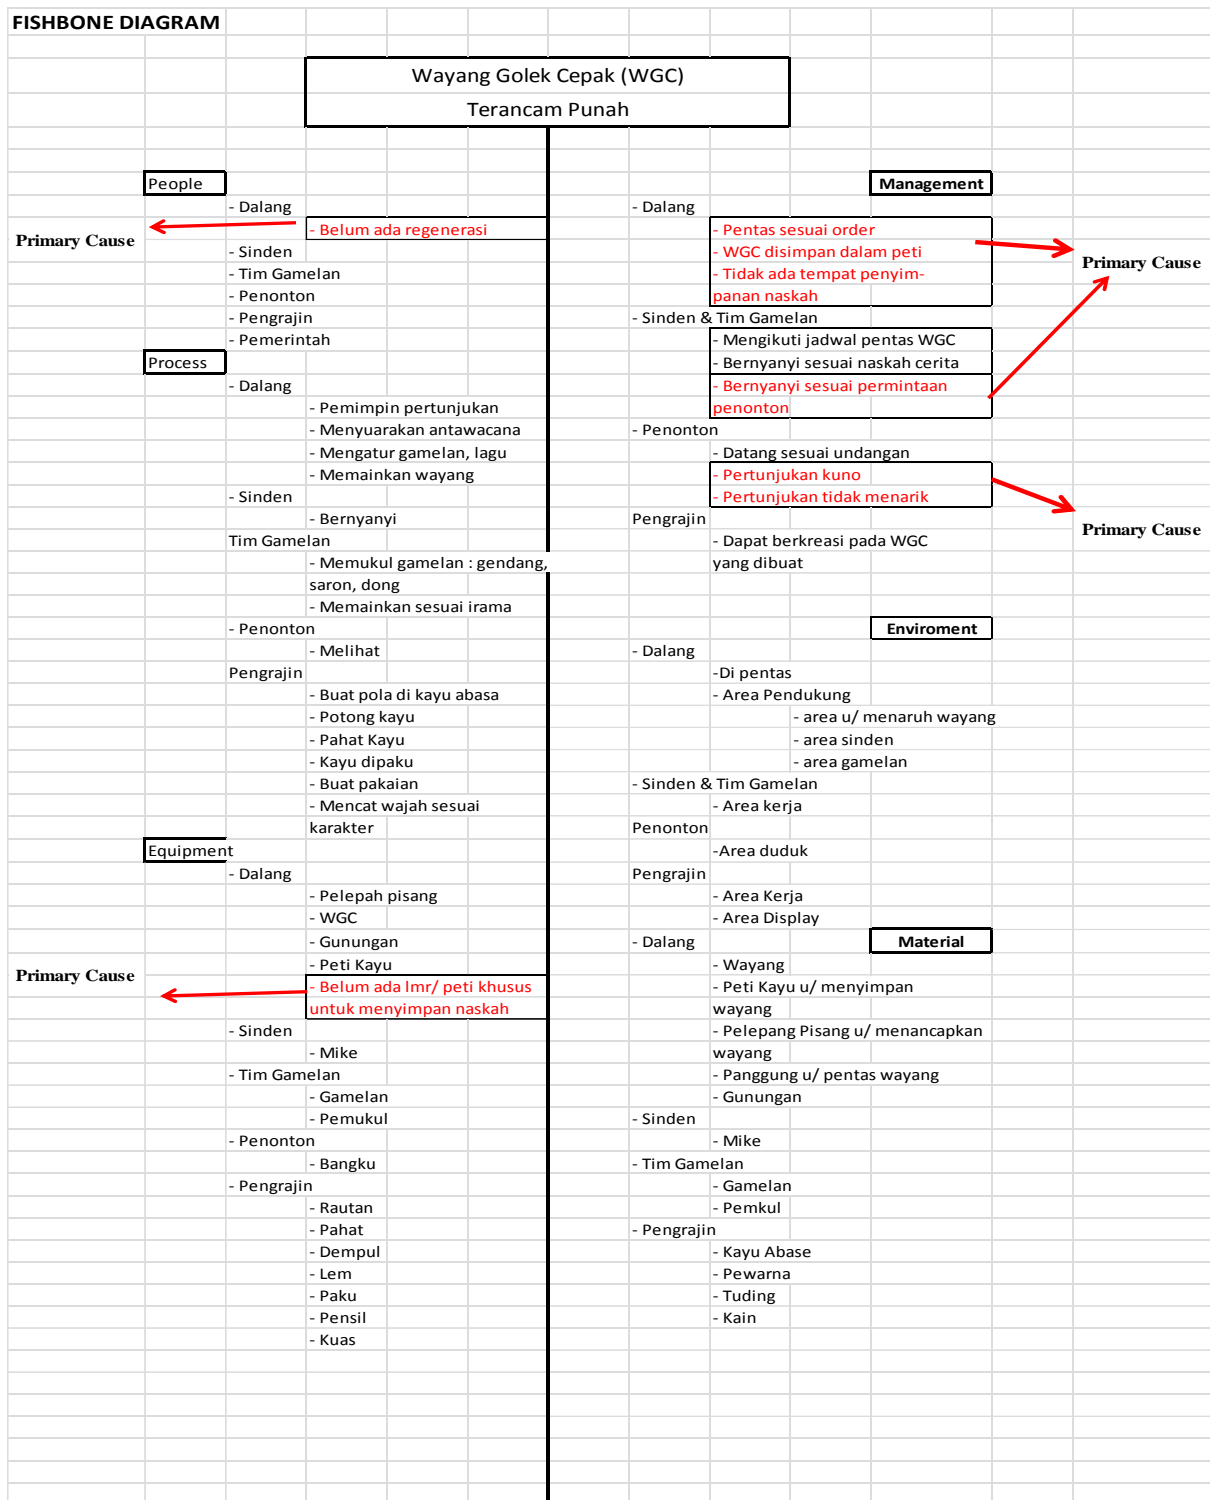 FISHBONE DIAGRAM
Wayang Golek Cepak (WGC)
Terancam Punah
People
- Dalang
- Belum ada regenerasi
Primary Cause
- Sinden
- Tim Gamelan
- Penonton
- Pengrajin
- Pemerintah
Process
- Dalang
- Pemimpin pertunjukan
- Menyuarakan antawacana
- Mengatur gamelan, lagu
- Memainkan wayang
- Sinden
- Bernyanyi
Tim Gamelan
- Memukul gamelan : gendang,
saron, dong
- Memainkan sesuai irama
- Penonton
- Melihat
Pengrajin
- Buat pola di kayu abasa
- Potong kayu
- Pahat Kayu
- Kayu dipaku
- Buat pakaian
- Mencat wajah sesuai
karakter
Equipment
- Dalang
- Pelepah pisang
- WGC
- Gunungan
- Peti Kayu
Primary Cause
- Belum ada lmr/ peti khusus
untuk menyimpan naskah
- Sinden
- Mike
- Tim Gamelan
- Gamelan
- Pemukul
- Penonton
- Bangku
- Pengrajin
- Rautan
- Pahat
- Dempul
- Lem
- Paku
- Pensil
- Kuas
Management
- Dalang
- Pentas sesuai order
- WGC disimpan dalam peti
- Tidak ada tempat penyim-
panan naskah
Primary Cause
- Sinden & Tim Gamelan
- Mengikuti jadwal pentas WGC
- Bernyanyi sesuai naskah cerita
- Bernyanyi sesuai permintaan
penonton
- Penonton
- Datang sesuai undangan
- Pertunjukan kuno
- Pertunjukan tidak menarik
Primary Cause
Pengrajin
- Dapat berkreasi pada WGC
yang dibuat
Enviroment
- Dalang
-Di pentas
- Area Pendukung
- area u/ menaruh wayang
- area sinden
- area gamelan
- Sinden & Tim Gamelan
- Area kerja
Penonton
-Area duduk
Pengrajin
- Area Kerja
- Area Display
Material
- Dalang
- Wayang
- Peti Kayu u/ menyimpan
wayang
- Pelepang Pisang u/ menancapkan
wayang
- Panggung u/ pentas wayang
- Gunungan
- Sinden
- Mike
- Tim Gamelan
- Gamelan
- Pemkul
- Pengrajin
- Kayu Abase
- Pewarna
- Tuding
- Kain